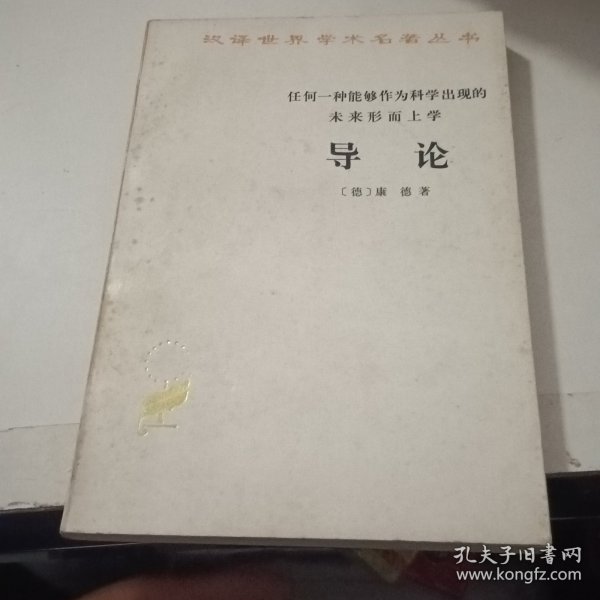 汉译世界学术名著丛书
任何一种能够作为科学出现的
未来形而上学
导 论
〔德〕康 德 著
孔夫子旧书网
www.kongfz.com